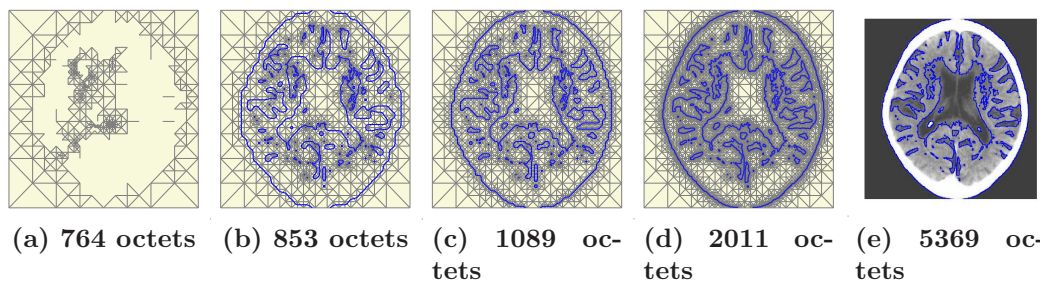 (a) 764 octets
(b) 853 octets
(c) 1089 oc-
tets
(d) 2011 oc-
tets
(e) 5369 oc-
tets